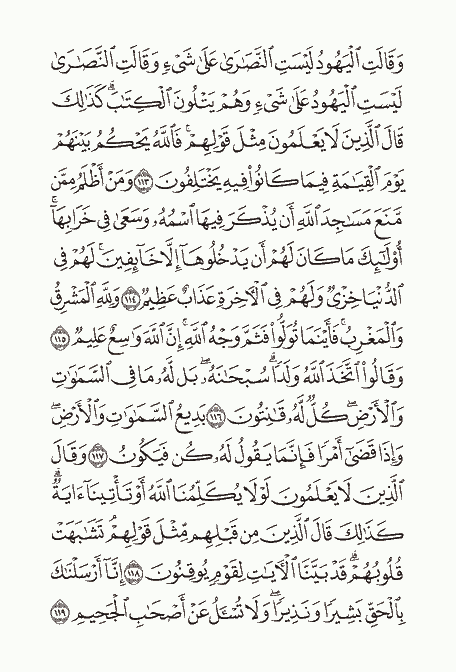 وَقَالَتِ ٱلْيَهُودُ لَيْسَتِ ٱلنَّصَٰرَىٰ عَلَىٰ شَىْءٍ وَقَالَتِ ٱلنَّصَٰرَىٰ
لَيْسَتِ ٱلْيَهُودُ عَلَىٰ شَىْءٍ وَهُمْ يَتْلُونَ ٱلْكِتَٰبَ ۗ كَذَٰلِكَ
قَالَ ٱلَّذِينَ لَا يَعْلَمُونَ مِثْلَ قَوْلِهِمْ ۚ فَٱللَّهُ يَحْكُمُ بَيْنَهُمْ
يَوْمَ ٱلْقِيَٰمَةِ فِيمَا كَانُوا۟ فِيهِ يَخْتَلِفُونَ ١١٣ وَمَنْ أَظْلَمُ مِمَّن
مَّنَعَ مَسَٰجِدَ ٱللَّهِ أَن يُذْكَرَ فِيهَا ٱسْمُهُۥ وَسَعَىٰ فِى خَرَابِهَآ ۚ
أُو۟لَٰٓئِكَ مَا كَانَ لَهُمْ أَن يَدْخُلُوهَآ إِلَّا خَآئِفِينَ ۚ لَهُمْ فِى
ٱلدُّنْيَا خِزْىٌ وَلَهُمْ فِى ٱلْءَاخِرَةِ عَذَابٌ عَظِيمٌ ١١٤ وَلِلَّهِ ٱلْمَشْرِقُ
وَٱلْمَغْرِبُ ۚ فَأَيْنَمَا تُوَلُّوا۟ فَثَمَّ وَجْهُ ٱللَّهِ ۚ إِنَّ ٱللَّهَ وَٰسِعٌ عَلِيمٌ ١١٥
وَقَالُوا۟ ٱتَّخَذَ ٱللَّهُ وَلَدًا ۗ سُبْحَٰنَهُۥ ۖ بَل لَّهُۥ مَا فِى ٱلسَّمَٰوَٰتِ
وَٱلْأَرْضِ ۖ كُلٌّ لَّهُۥ قَٰنِتُونَ ١١٦ بَدِيعُ ٱلسَّمَٰوَٰتِ وَٱلْأَرْضِ ۖ
وَإِذَا قَضَىٰٓ أَمْرًا فَإِنَّمَا يَقُولُ لَهُۥ كُن فَيَكُونُ ١١٧ وَقَالَ
ٱلَّذِينَ لَا يَعْلَمُونَ لَوْلَا يُكَلِّمُنَا ٱللَّهُ أَوْ تَأْتِينَآ ءَايَةٌ ۗ
كَذَٰلِكَ قَالَ ٱلَّذِينَ مِن قَبْلِهِم مِّثْلَ قَوْلِهِمْ ۘ تَشَٰبَهَتْ
قُلُوبُهُمْ ۗ قَدْ بَيَّنَّا ٱلْءَايَٰتِ لِقَوْمٍ يُوقِنُونَ ١١٨ إِنَّآ أَرْسَلْنَٰكَ
بِٱلْحَقِّ بَشِيرًا وَنَذِيرًا ۖ وَلَا تُسْـَٔلُ عَنْ أَصْحَٰبِ ٱلْجَحِيمِ ١١٩